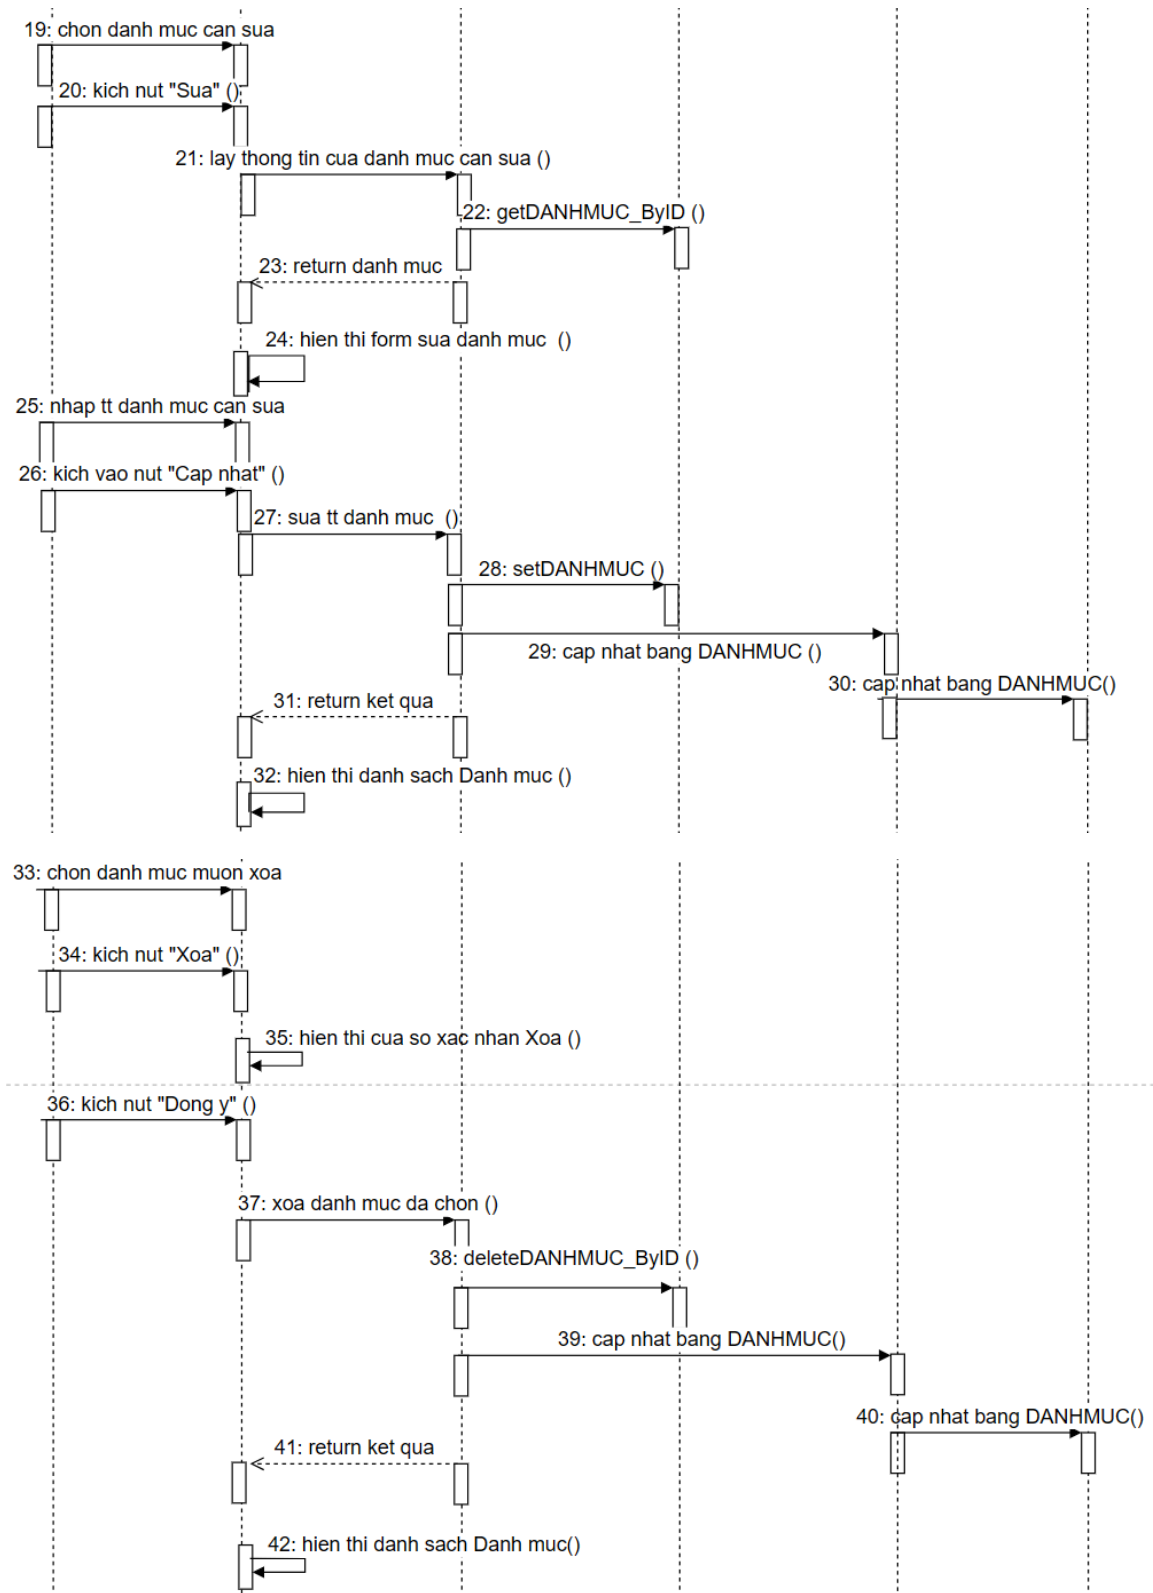 19: chon danh muc can sua
20: kich nut "Sua" ()
21: lay thong tin cua danh muc can sua ()
22: getDANHMUC_ByID ()
23: return danh muc
24: hien thi form sua danh muc  ()
25: nhap tt danh muc can sua
26: kich vao nut "Cap nhat" ()
27: sua tt danh muc  ()
28: setDANHMUC ()
29: cap nhat bang DANHMUC ()
30: cap nhat bang DANHMUC()
31: return ket qua
32: hien thi danh sach Danh muc ()
33: chon danh muc muon xoa
34: kich nut "Xoa" ()
35: hien thi cua so xac nhan Xoa ()
36: kich nut "Dong y" ()
37: xoa danh muc da chon ()
38: deleteDANHMUC_ByID ()
39: cap nhat bang DANHMUC()
40: cap nhat bang DANHMUC()
41: return ket qua
42: hien thi danh sach Danh muc()